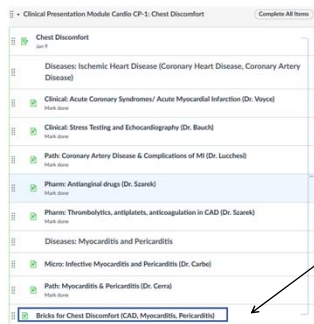 Clinical Presentation Module Cardio CP-1: Chest Discomfort
Complete All Items
Chest Discomfort
Jan 9
Diseases: Ischemic Heart Disease (Coronary Heart Disease, Coronary Artery
Disease)
Clinical: Acute Coronary Syndromes/ Acute Myocardial Infarction (Dr. Voyce)
Mark done
Clinical: Stress Testing and Echocardiography (Dr. Bauch)
Mark done
Path: Coronary Artery Disease & Complications of MI (Dr. Lucchesi)
Mark done
Pharm: Antianginal drugs (Dr. Szarek)
Mark done
Pharm: Thrombolytics, antiplatets, anticoagulation in CAD (Dr. Szarek)
Mark done
Diseases: Myocarditis and Pericarditis
Micro: Infective Myocarditis and Pericarditis (Dr. Carbe)
Path: Myocarditis & Pericarditis (Dr. Cerra)
Mark done
Bricks for Chest Discomfort (CAD, Myocarditis, Pericarditis)